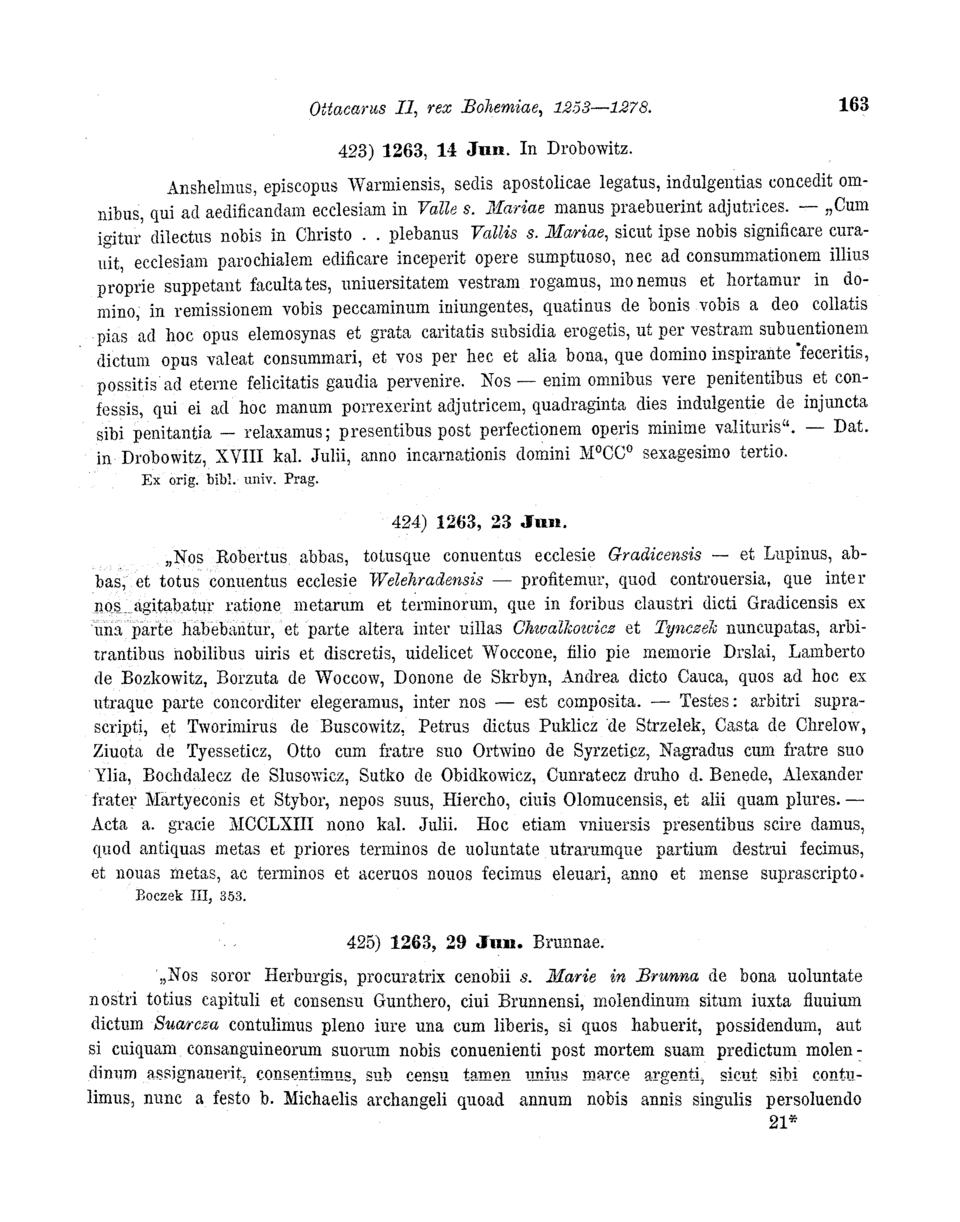 Ottacarus II, rex Bohemiae, 1253—1278. 163
423) 1263, 14 Jun. In Drobowitz.
Anshelmus, episcopus Warmiensis, sedis apostolicae legatus, indulgentias concedit om-
nibus, qui ad aedificandam ecclesiam in Valle s. Mariae manus praebuerint adjutrices. — „Cum
igitur dilectus nobis in Christo . . plebanus Vallis s. Mariae, sicut ipse nobis significare cura-
uit, ecclesiam parochialem edificare inceperit opere sumptuoso, nec ad consummationem illius
proprie suppetant facultates, uniuersitatem vestram rogamus, monemus et hortamur in do-
mino, in remissionem vobis peccaminum iniungentes, quatinus de bonis vobis a deo collatis
pias ad hoc opus elemosynas et grata caritatis subsidia erogetis, ut per vestram subuentionem
dictum opus valeat consummari, et vos per hec et alia bona, que domino inspirante feceritis,
possitis ad eterne felicitatis gaudia pervenire. Nos — enim omnibus vere penitentibus et con-
fessis, qui ei ad hoc manum porrexerint adjutricem, quadraginta dies indulgentie de injuncta
sibi penitantia — relaxamus; presentibus post perfectionem operis minime valituris“. — Dat.
in Drobowitz, XVIII kal. Julii, anno incarnationis domini M⁰CC⁰ sexagesimo tertio.
Ex orig. bibl. univ. Prag.
424) 1263, 23 Jun.
„Nos Robertus abbas, totusque conuentus ecclesie Gradicensis — et Lupinus, ab-
bas, et totus conuentus ecclesie Welehradensis — profitemur, quod controuersia, que inter
nos agitabatur ratione metarum et terminorum, que in foribus claustri dicti Gradicensis ex
una parte habebantur, et parte altera inter uillas Chwalkowicz et Tynczek nuncupatas, arbi-
trantibus nobilibus uiris et discretis, uidelicet Woccone, filio pie memorie Drslai, Lamberto
de Bozkowitz, Borzuta de Woccow, Donone de Skrbyn, Andrea dicto Cauca, quos ad hoc ex
utraque parte concorditer elegeramus, inter nos — est composita. — Testes: arbitri supra-
scripti, et Tworimirus de Buscowitz, Petrus dictus Puklicz de Strzelek, Casta de Chrelow,
Ziuota de Tyesseticz, Otto cum fratre suo Ortwino de Syrzeticz, Nagradus cum fratre suo
Ylia, Bochdalecz de Slusowicz, Sutko de Obidkowicz, Cunratecz druho d. Benede, Alexander
frater Martyeconis et Stybor, nepos suus, Hiercho, ciuis Olomucensis, et alii quam plures. —
Acta a. gracie MCCLXIII nono kal. Julii. Hoc etiam vniuersis presentibus scire damus,
quod antiquas metas et priores terminos de uoluntate utrarumque partium destrui fecimus,
et nouas metas, ac terminos et aceruos nouos fecimus eleuari, anno et mense suprascripto.
Boczek III, 353.
425) 1263, 29 Jun. Brunnae.
„Nos soror Herburgis, procuratrix cenobii s. Marie in Brunna de bona uoluntate
nostri totius capituli et consensu Gunthero, ciui Brunnensi, molendinum situm iuxta fluuium
dictum Suarcza contulimus pleno iure una cum liberis, si quos habuerit, possidendum, aut
si cuiquam consanguineorum suorum nobis conuenienti post mortem suam predictum molen-
dinum assignauerit, consentimus, sub censu tamen unius marce argenti, sicut sibi contu-
limus, nunc a festo b. Michaelis archangeli quoad annum nobis annis singulis persoluendo
21*